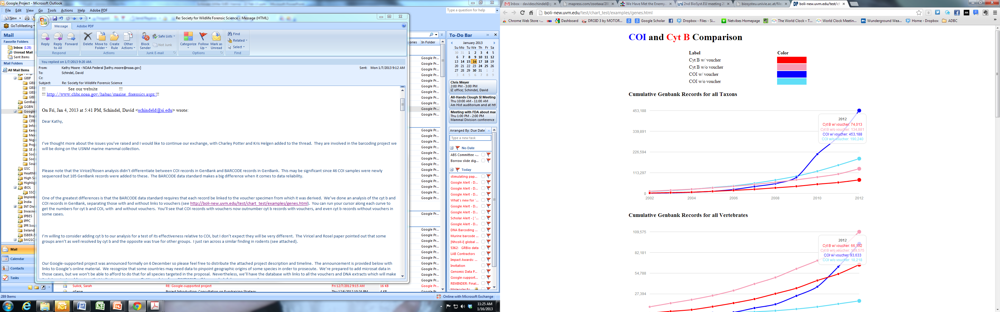 Google Project - Microsoft Outlook
File Edit View Go Tools Actions Help Adobe PDF
Type a question for help
New
GoToMeeting
Mail
Favorite Folders
Inbox (128)
Unread Mail
Sent Items
Mail Folders
All Mail Items
GBIF
GenBan
GGBN
Google
Braz
CITE
Info
Ken
Mex
Nig
Proj
SE A
Soc
Soc
Sou
GSC
Health
High Se
Highlig
iBOL
SSC
Implem
India
INT Div
Invasiv
IPBES
IPPC
IPR Issu
Ireland
ISBER-S
IWGSC
Mail
Calendar
Contacts
Tasks
289 Items
Re: Society for Wildlife Forensic Science - Message (HTML)
Message Adobe PDF
Reply
Reply to All
Forward
Respond
Delete
Move to Folder
Create Rule
Other Actions
Actions
Block Sender
Safe Lists
Not Junk
Junk E-mail
Categorize
Follow Up
Mark as Unread
Options
Find
Related
Select
Find
You replied on 1/7/2013 9:20 AM.
From: Kathy Moore - NOAA Federal [kathy.moore@noaa.gov]
Sent: Mon 1/7/2013 9:12 AM
To: Schindel, David
Cc:
Subject: Re: Society for Wildlife Forensic Science
!!! See our website !!!
!!! http://www.chbr.noaa.gov/habar/marine_forensics.aspx !!!
On Fri, Jan 4, 2013 at 5:41 PM, Schindel, David <schindeld@si.edu> wrote:
Dear Kathy,
I've thought more about the issues you've raised and I would like to continue our exchange, with Charley Potter and Kris Helgen added to the thread. They are involved in the barcoding project we
will be doing on the USNM marine mammal collection.
Please note that the Viricel/Rosen analysis didn't differentiate between COI records in GenBank and BARCODE records in GenBank. This may be significant since 46 COI samples were newly
sequenced but 105 GenBank records were added to these. The BARCODE data standard makes a big difference when it comes to data reliability.
One of the greatest differences is that the BARCODE data standard requires that each record be linked to the voucher specimen from which it was derived. We've done an analysis of the cyt b and
COI records in GenBank, separating those with and without links to vouchers (see http://boli-new.uvm.edu/test/chart_test/examples/genes.html). You can run your cursor along each curve to
get the numbers for cyt b and COI, with and without vouchers. You'll see that COI records with vouchers now outnumber cyt b records with vouchers, and even cyt b records without vouchers in
some cases.
I'm willing to consider adding cyt b to our analysis for a test of its effectiveness relative to COI, but I don't expect they will be very different. The Viricel and Rosel paper pointed out that some
groups aren't as well resolved by cyt b and the opposite was true for other groups. I just ran across a similar finding in rodents (see attached).
Our Google-supported project was announced formally on 6 December so please feel free to distribute the attached project description and timeline. The announcement is provided below with
links to Google's online material. We recognize that some countries may need data to pinpoint geographic origins of some species in order to prosecute. We're prepared to add microsat data in
those cases, but we won't be able to afford to do that for all species targeted in the proposal. Nevertheless, we'll have the database with links to all the vouchers and DNA extracts which will make
Sulick, Sarah RE: Google-supported project Fri 12/7/2012 9:15 AM 16 KB Google Pr...
qServe Project Introduction: Consultation on Fundraising Strategy Thu 12/6/2012 10:24 PM 4 KB
ories In Folder
Google Pr...
To-Do Bar
January 2013
Su Mo Tu We Th Fr Sa
30 31 1 2 3 4 5
6 7 8 9 10 11 12
13 14 15 16 17 18 19
20 21 22 23 24 25 26
27 28 29 30 31 1 2
3 4 5 6 7 8 9
Chris Meyer
2:00 PM - 3:00 PM
IZ office; Schindel, David
All-Hands Clough SI Meeting
Thu 10:00 AM - 11:00 AM
Am Hist auditorium and at htt
Meeting with FDA about mar
Thu 1:00 PM - 2:00 PM
Mammal Division conference
Arranged By: Due Date
Type a new task
No Date
ABS Committee -...
Borrow slide dig...
Today
stimulating pap...
Google Alert - D...
Google Alert - D...
Google Alert - D...
What's new for '...
Google Alert - D...
Google Alert - D...
Scholar Alert - [ "...
Google Alert - D...
DNA Barcoding ...
Murine barcode ...
[Nhcoll-l] global ...
5362: GRBio data
LAB Contractors
Impact Awards: ...
Invitation
Genomic Data P...
Google-support...
REMINDER: Final...
Online with Microsoft Exchange
11:25 AM
1/16/2013
Inbox - davideschindel@g
mapress.com/zootaxa/200
We Have Met the Enemy...
2nd BioSyst.EU meeting 2
biosysteu.univie.ac.at/file
boli-new.uvm.edu/test/ch
boli-new.uvm.edu/test/chart_test/examples/genes.html
Chrome Web Store -...
Dashboard
DROID 3 by MOTOR...
Google Scholar
Dropbox - Files - Si...
Netvibes Homepage
The World Clock – T...
World Clock Meetin...
Wunderground Wea...
Home - Dropbox
ADBC
COI and Cyt B Comparison
Label Color
Cyt B w/ voucher
Cyt B w/o voucher
COI w/ voucher
COI w/o voucher
Cumulative Genbank Records for all Taxons
453,188
339,891
226,594
113,297
0
2002 2004 2006 2008 2010 2012
2012
Cyt B w/ voucher: 74,013
Cyt B w/o voucher: 134,881
COI w/ voucher: 453,188
COI w/o voucher: 190,240
Cumulative Genbank Records for all Vertebrates
109,575
82,181
54,788
27,394
2012
Cyt B w/ voucher: 66,102
Cyt B w/o voucher: 109,575
COI w/ voucher: 93,633
COI w/o voucher: 18,218